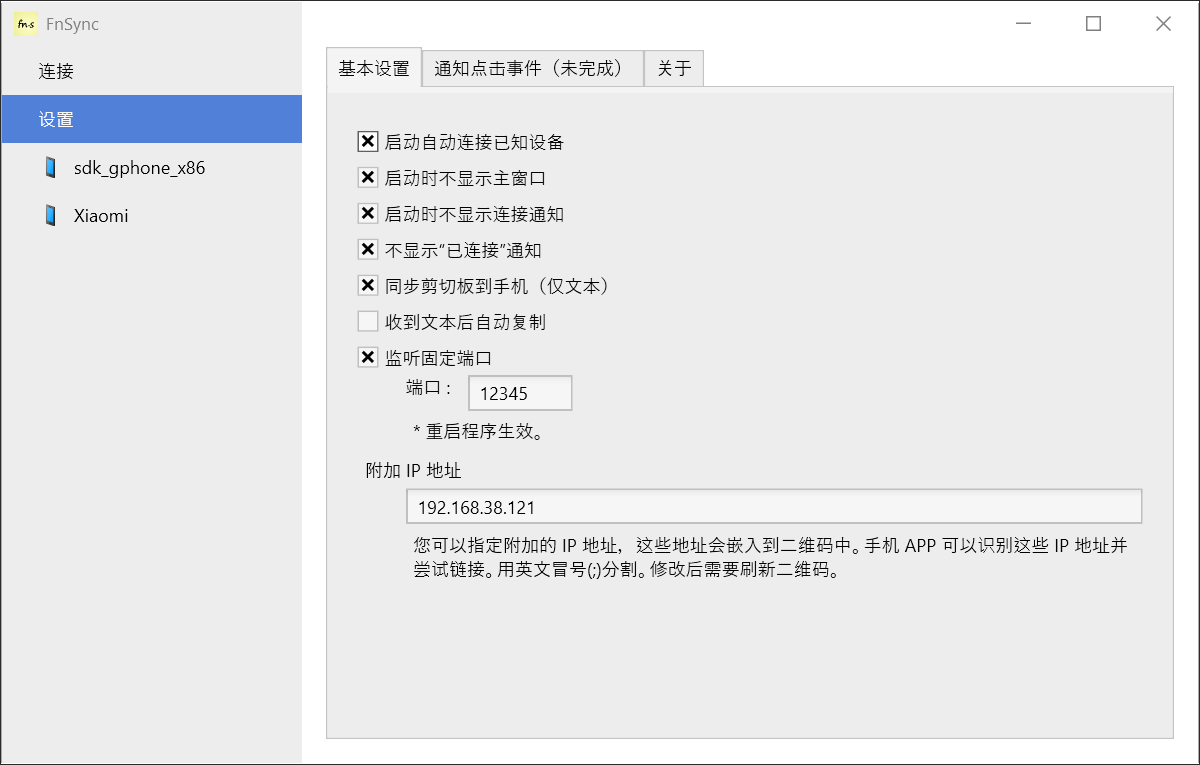 fn-s FnSync
连接
设置
sdk_gphone_x86
Xiaomi
基本设置 通知点击事件（未完成） 关于
启动自动连接已知设备
启动时不显示主窗口
启动时不显示连接通知
不显示“已连接”通知
同步剪切板到手机（仅文本）
收到文本后自动复制
监听固定端口
端口： 12345
* 重启程序生效。
附加 IP 地址
192.168.38.121
您可以指定附加的 IP 地址，这些地址会嵌入到二维码中。手机 APP 可以识别这些 IP 地址并
尝试链接。用英文冒号(;)分割。修改后需要刷新二维码。